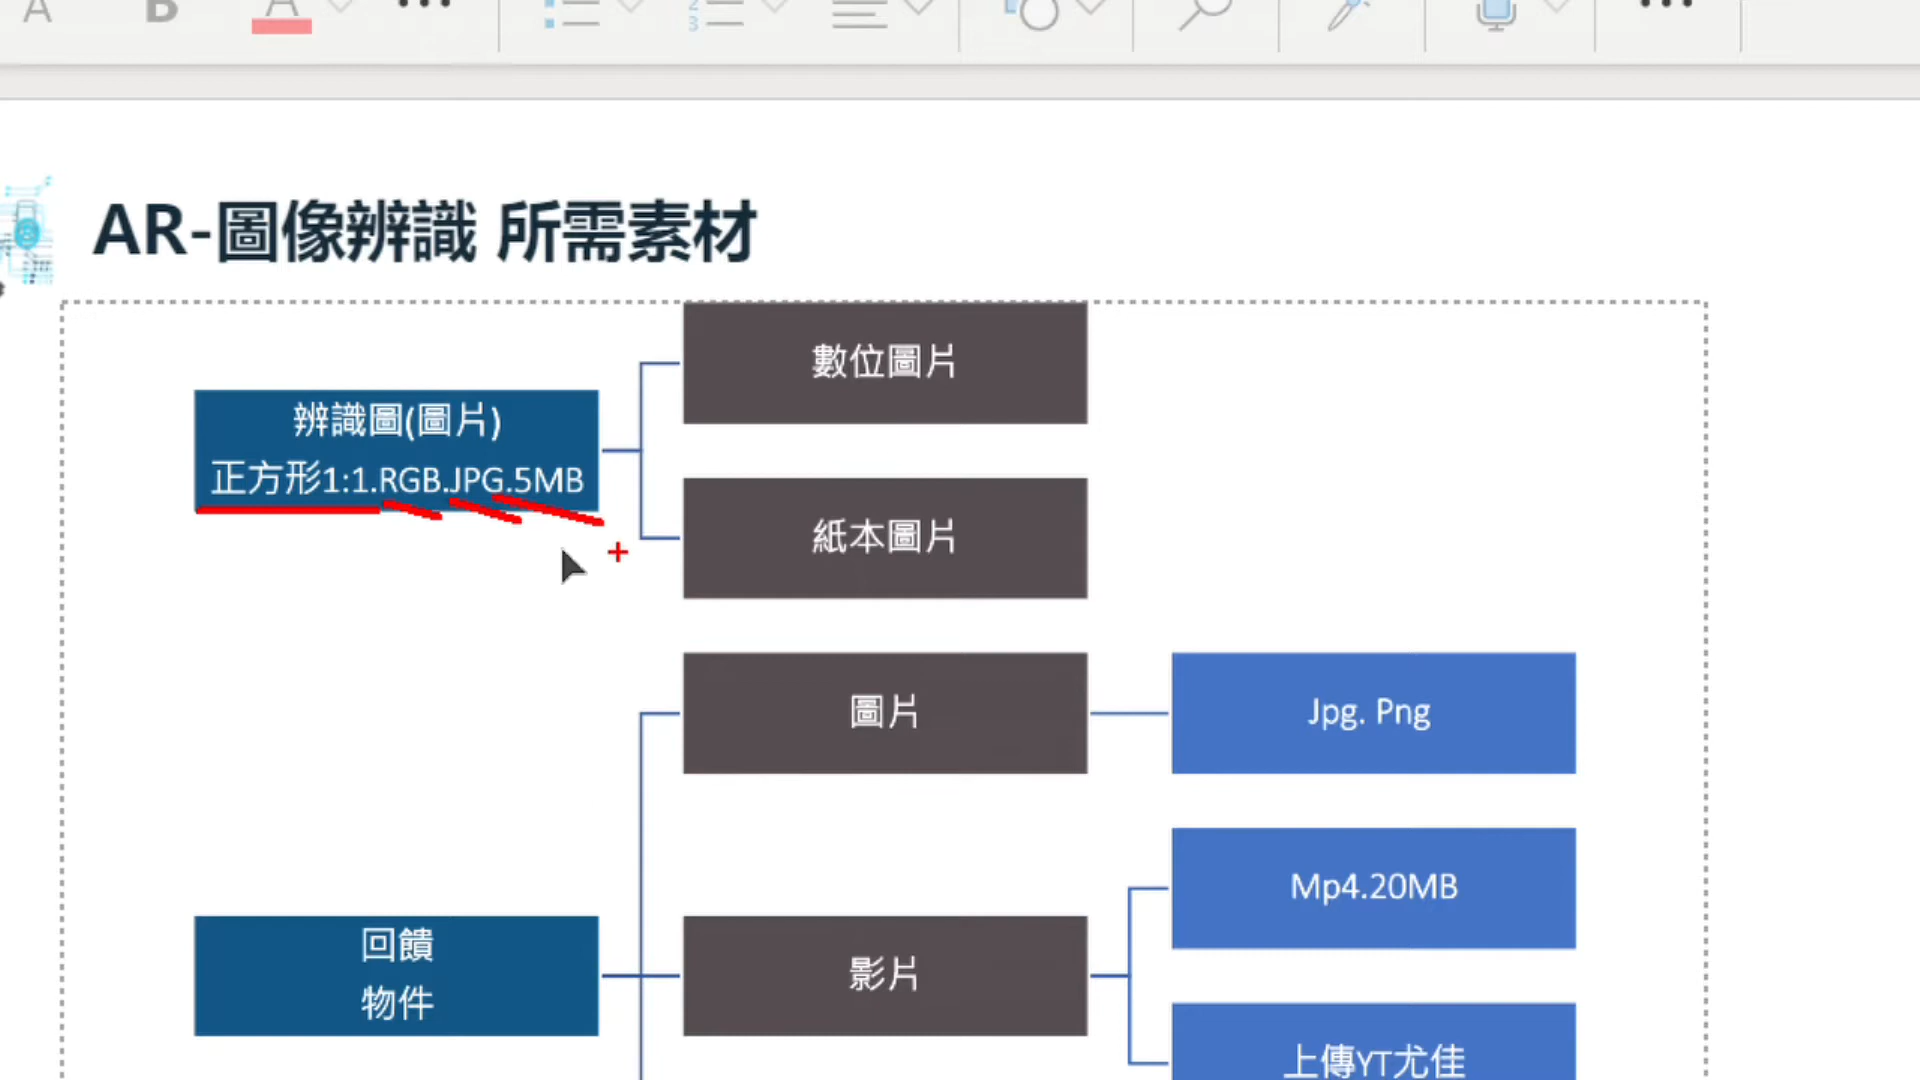 AR-圖像辨識 所需素材
辨識圖(圖片)
正方形1:1.RGB.JPG.5MB
數位圖片
紙本圖片
回饋
物件
圖片
Jpg. Png
影片
Mp4.20MB
上傳YT尤佳